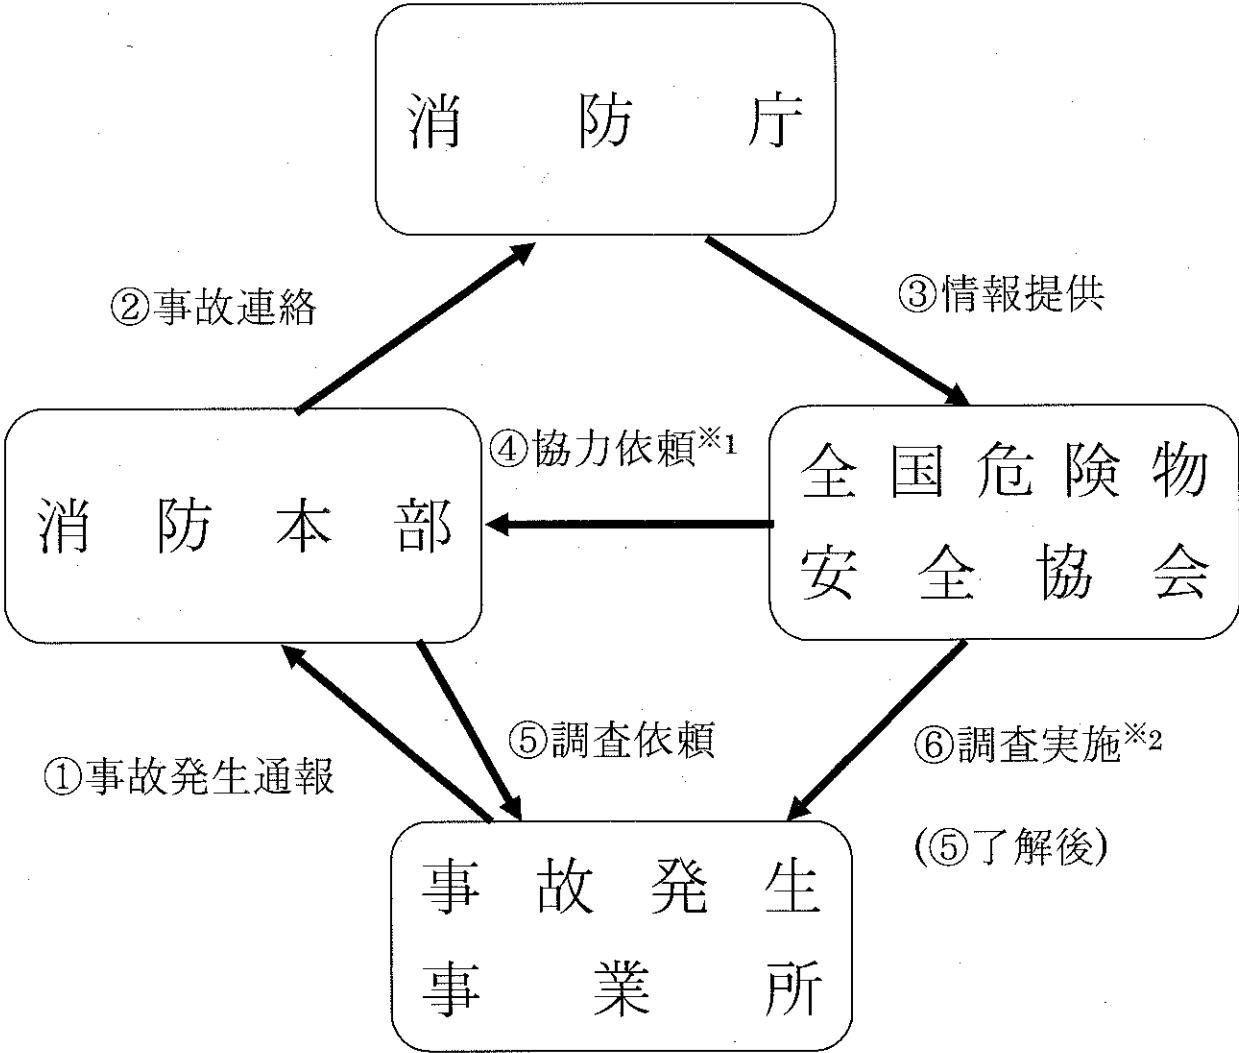 消防庁
②事故連絡
③情報提供
④協力依頼※1
消防本部
全国危険物
安全協会
①事故発生通報
⑤調査依頼
⑥調査実施※2
(⑤了解後)
事故発生
事業所